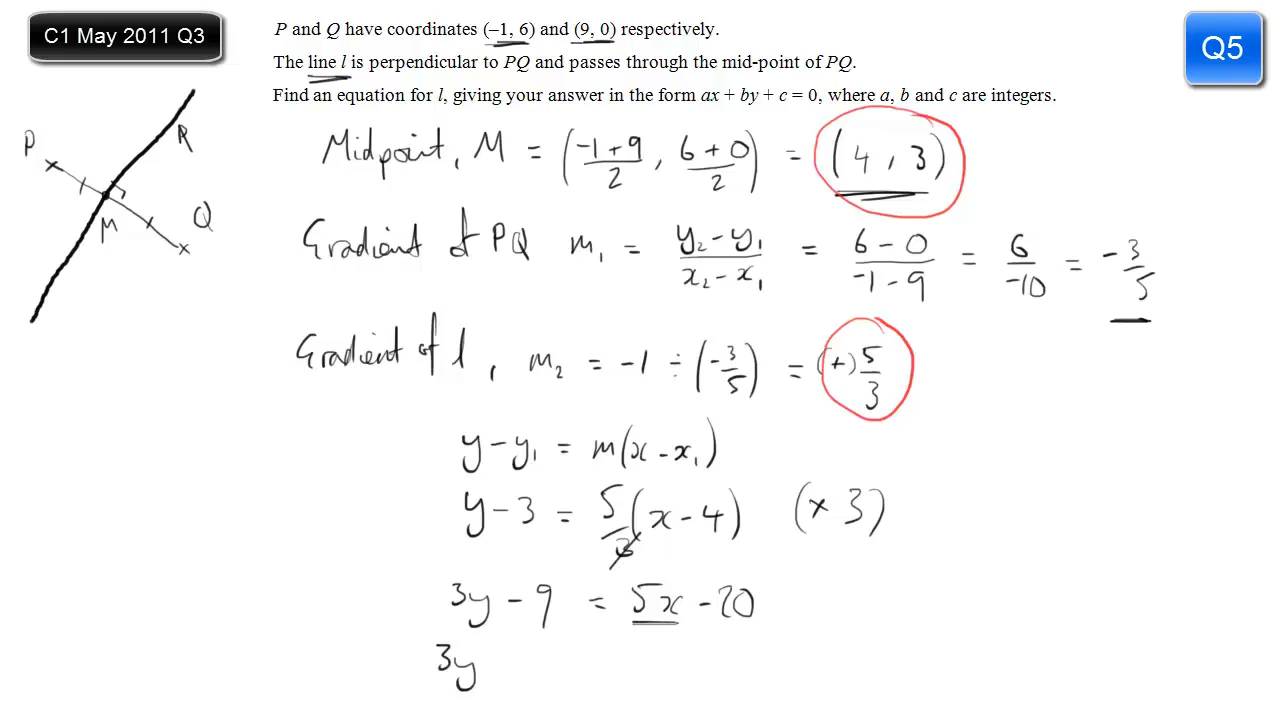 C1 May 2011 Q3
P and Q have coordinates (−1, 6) and (9, 0) respectively.
The line l is perpendicular to PQ and passes through the mid-point of PQ.
Find an equation for l, giving your answer in the form ax + by + c = 0, where a, b and c are integers.
Q5
P
R
M
Q
Midpoint, M = (-1+9/2, 6+0/2) = (4, 3)
Gradient of PQ m₁ = y₂-y₁/x₂-x₁ = 6-0/-1-9 = 6/-10 = -3/5
Gradient of l, m₂ = -1 ÷ (-3/5) = (+) 5/3
y - y₁ = m(x - x₁)
y - 3 = 5/3 (x - 4) (× 3)
3y - 9 = 5x - 20
3y